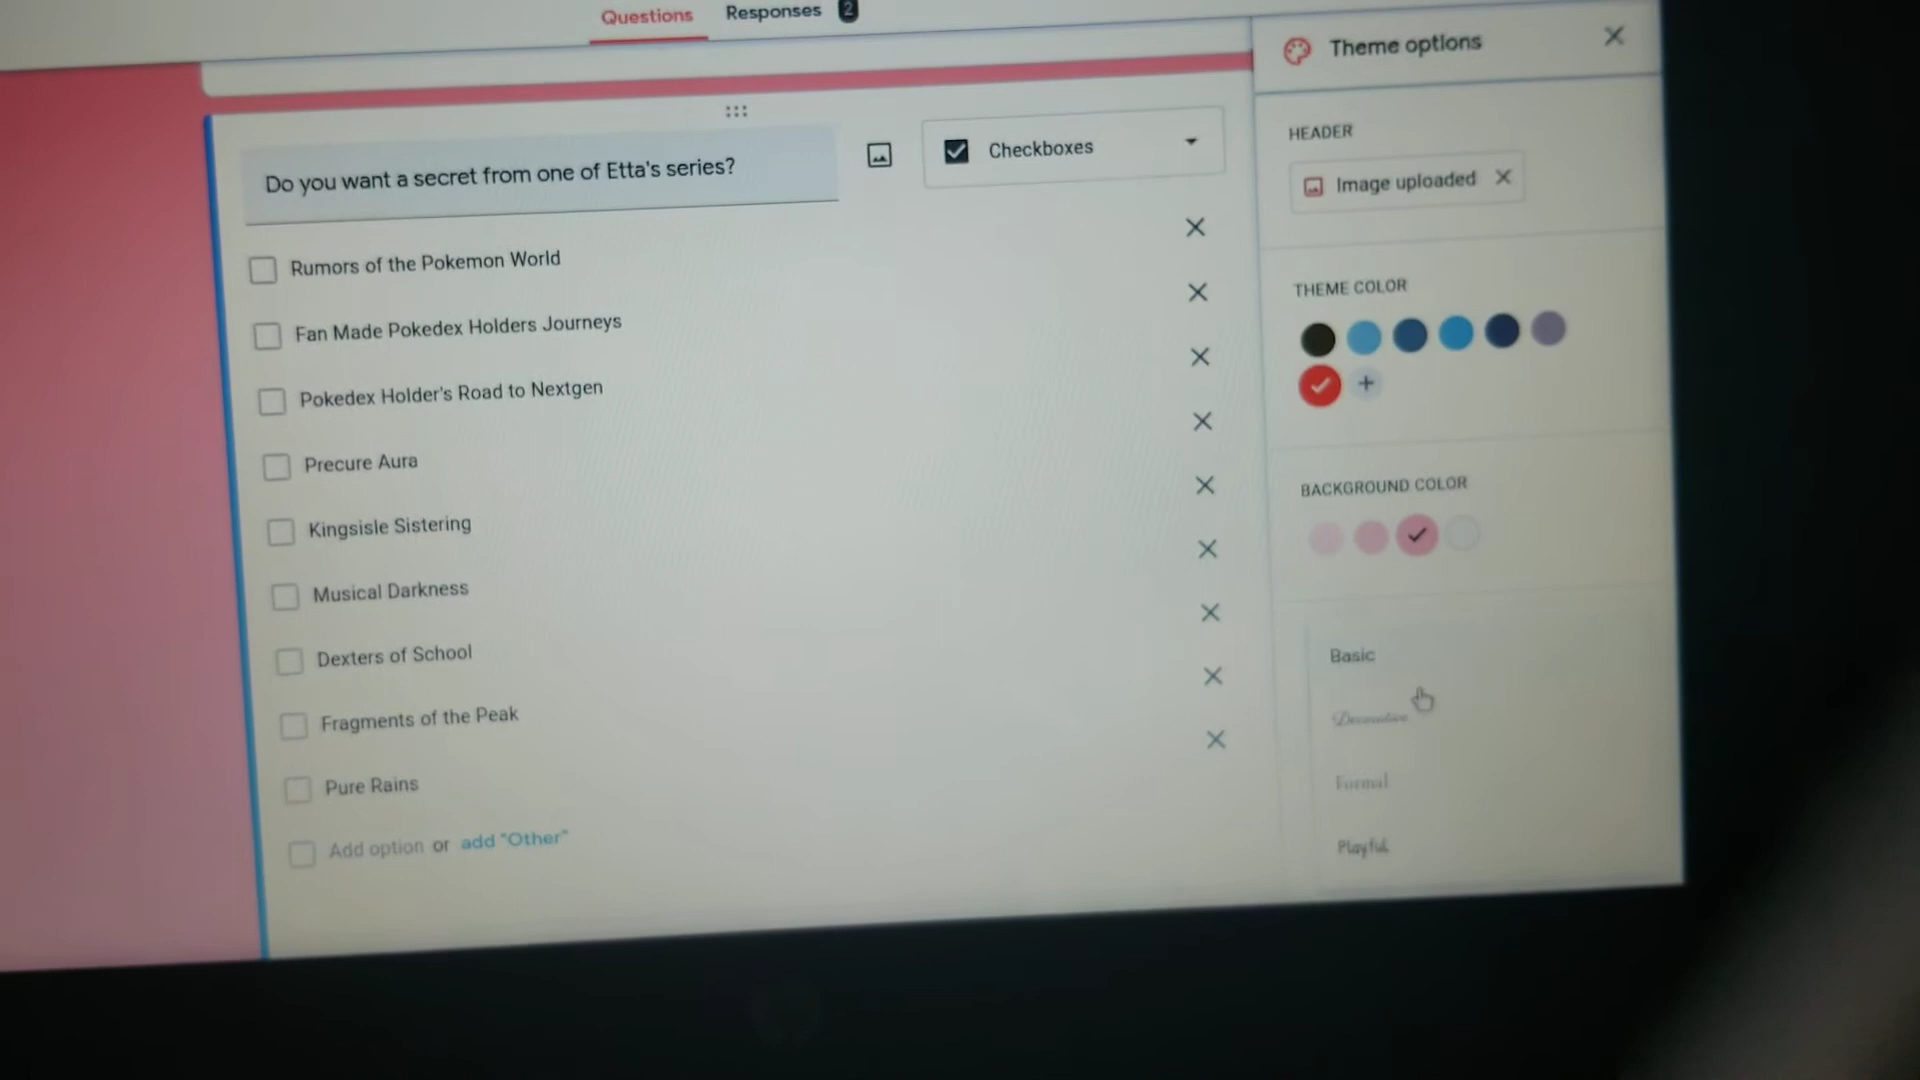 Questions
Responses 2
Theme options
HEADER
Image uploaded
THEME COLOR
BACKGROUND COLOR
Basic
Decorative
Formal
Playful
Do you want a secret from one of Etta's series?
Checkboxes
Rumors of the Pokemon World
Fan Made Pokedex Holders Journeys
Pokedex Holder's Road to Nextgen
Precure Aura
Kingsisle Sistering
Musical Darkness
Dexters of School
Fragments of the Peak
Pure Rains
Add option or add "Other"